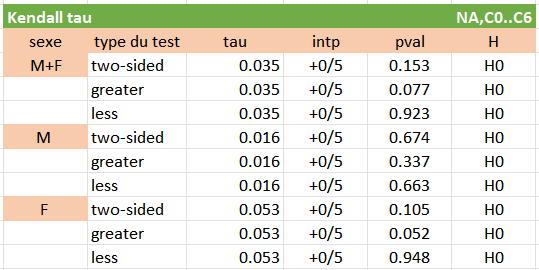 Kendall tau NA,C0..C6
sexe type du test tau intp pval H
M+F two-sided 0.035 +0/5 0.153 H0
greater 0.035 +0/5 0.077 H0
less 0.035 +0/5 0.923 H0
M two-sided 0.016 +0/5 0.674 H0
greater 0.016 +0/5 0.337 H0
less 0.016 +0/5 0.663 H0
F two-sided 0.053 +0/5 0.105 H0
greater 0.053 +0/5 0.052 H0
less 0.053 +0/5 0.948 H0